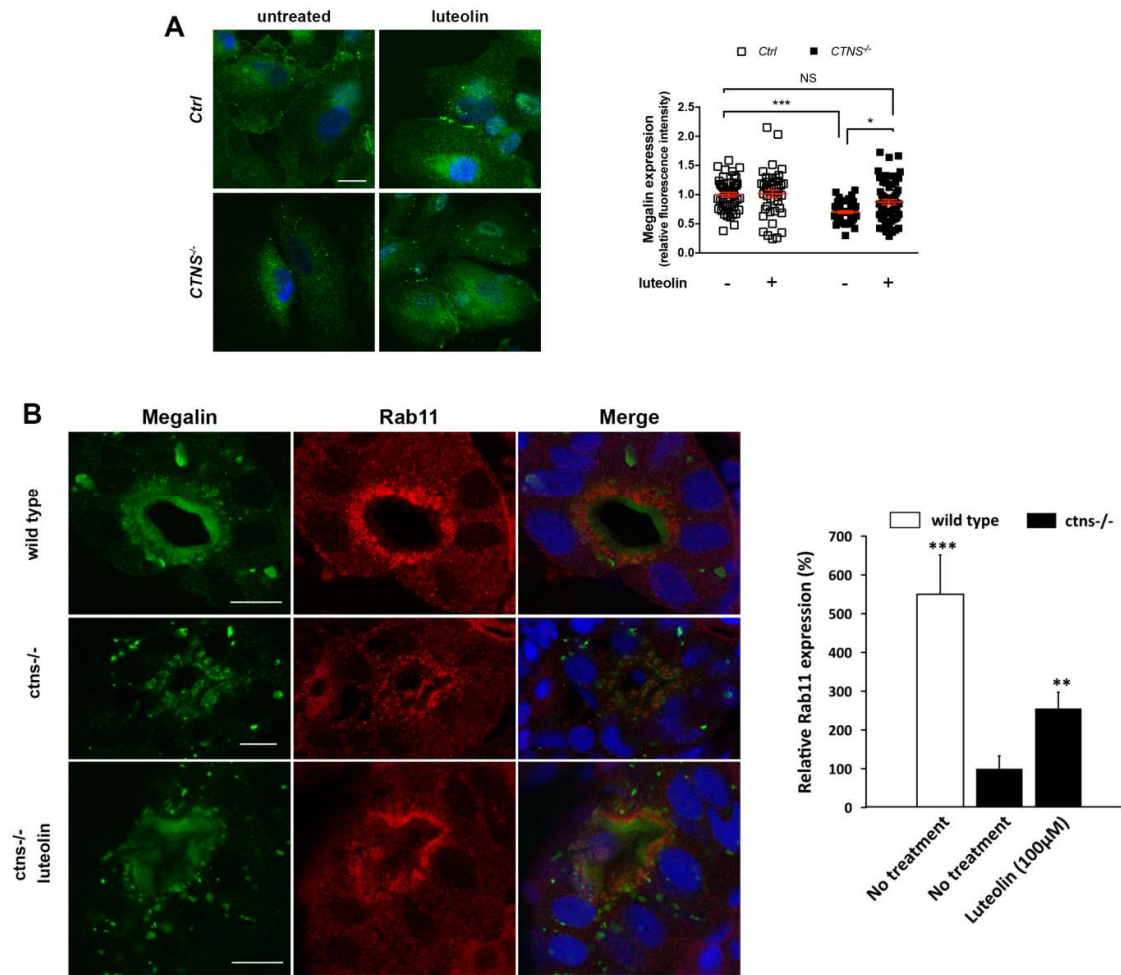 A
untreated luteolin
Ctrl
CTNS-/-
Ctrl CTNS-/-
NS
***
*
Megalin expression
(relative fluorescence intensity)
2.5
2.0
1.5
1.0
0.5
0.0
luteolin - + - +
B
Megalin Rab11 Merge
wild type
ctns-/-
ctns-/-
luteolin
wild type ctns-/-
Relative Rab11 expression (%)
700
600
500
400
300
200
100
0
***
**
No treatment
No treatment
Luteolin (100µM)